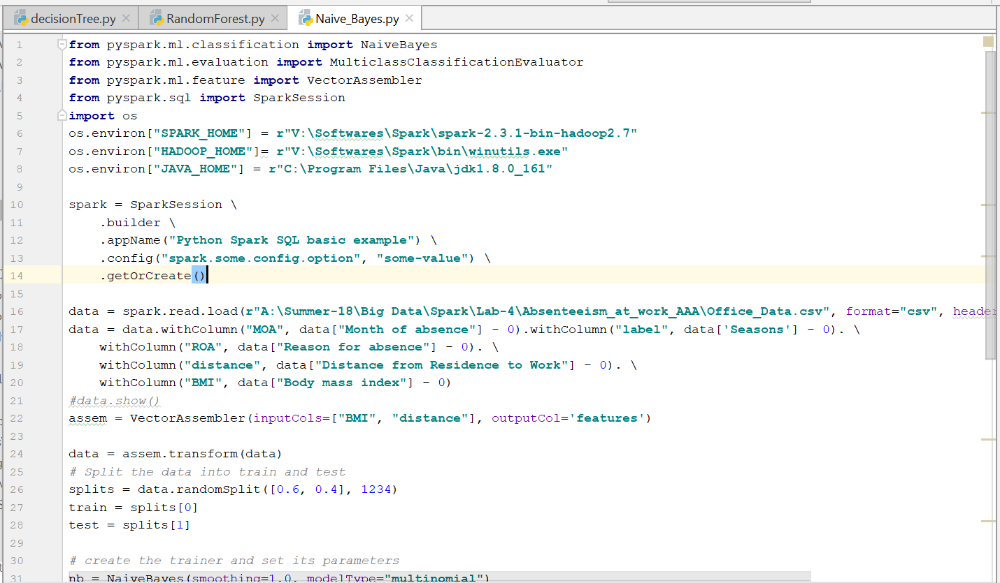 decisionTree.py RandomForest.py Naive_Bayes.py
1 from pyspark.ml.classification import NaiveBayes
2 from pyspark.ml.evaluation import MulticlassClassificationEvaluator
3 from pyspark.ml.feature import VectorAssembler
4 from pyspark.sql import SparkSession
5 import os
6 os.environ["SPARK_HOME"] = r"V:\Softwares\Spark\spark-2.3.1-bin-hadoop2.7"
7 os.environ["HADOOP_HOME"]= r"V:\Softwares\Spark\bin\winutils.exe"
8 os.environ["JAVA_HOME"] = r"C:\Program Files\Java\jdk1.8.0_161"
9
10 spark = SparkSession \
11     .builder \
12     .appName("Python Spark SQL basic example") \
13     .config("spark.some.config.option", "some-value") \
14     .getOrCreate()
15
16 data = spark.read.load(r"A:\Summer-18\Big Data\Spark\Lab-4\Absenteeism_at_work_AAA\Office_Data.csv", format="csv", header
17 data = data.withColumn("MOA", data["Month of absence"] - 0).withColumn("label", data['Seasons'] - 0). \
18     withColumn("ROA", data["Reason for absence"] - 0). \
19     withColumn("distance", data["Distance from Residence to Work"] - 0). \
20     withColumn("BMI", data["Body mass index"] - 0)
21 #data.show()
22 assem = VectorAssembler(inputCols=["BMI", "distance"], outputCol='features')
23
24 data = assem.transform(data)
25 # Split the data into train and test
26 splits = data.randomSplit([0.6, 0.4], 1234)
27 train = splits[0]
28 test = splits[1]
29
30 # create the trainer and set its parameters
31 nb = NaiveBayes(smoothing=1.0, modelType="multinomial")